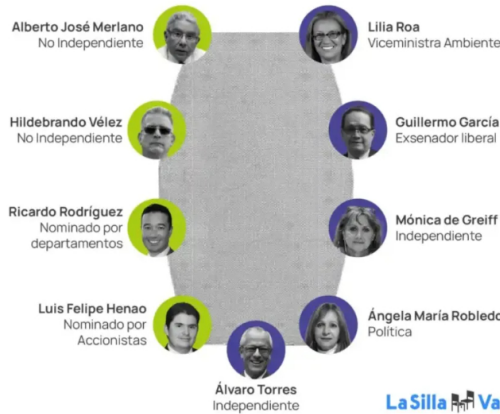 Alberto José Merlano
No Independiente
Lilia Roa
Viceministra Ambiente
Hildebrando Vélez
No Independiente
Guillermo García
Exsenador liberal
Ricardo Rodríguez
Nominado por
departamentos
Mónica de Greiff
Independiente
Luis Felipe Henao
Nominado por
Accionistas
Ángela María Robledo
Política
Álvaro Torres
Independiente
La Silla Va